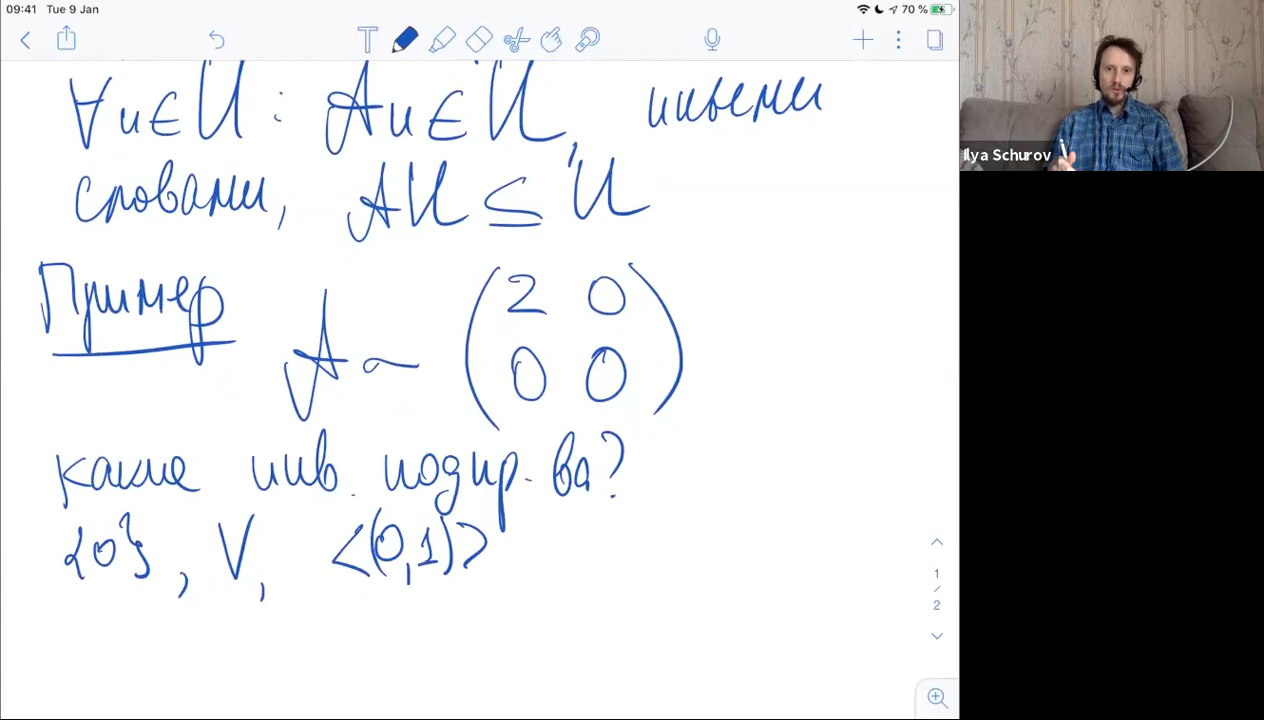 09:41 Tue 9 Jan 70 %
∀u∈U : Au∈U, иными
словами, AU ⊆ U
Ilya Schurov
Пример A ~ (2 0
0 0)
какие инв. подпр-ва?
{0}, V, <(0,1)>
1
/
2